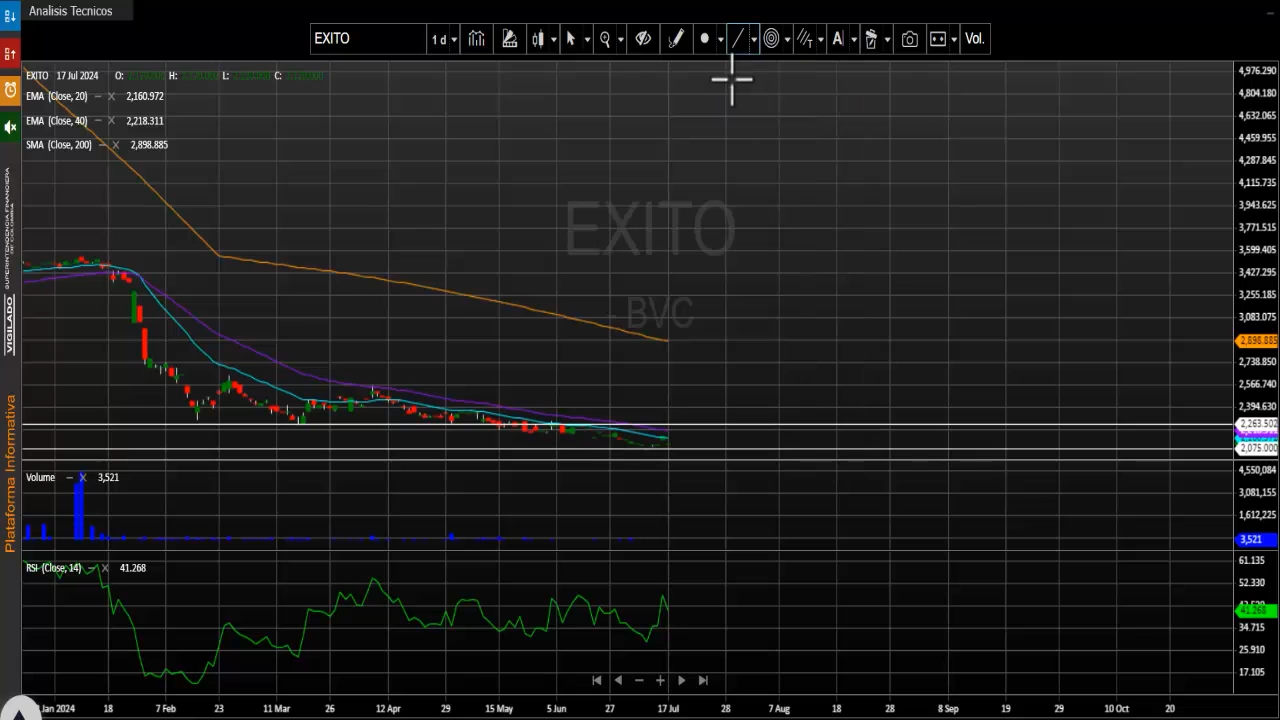 Analisis Tecnicos
EXITO
1 d
A
Vol.
EXITO 17 Jul 2024 O: H: L: C:
EMA (Close, 20) — X 2,160.972
EMA (Close, 40) — X 2,218.311
SMA (Close, 200) — X 2,898.885
EXITO
- BVC
VIGILADO
SUPERINTENDENCIA FINANCIERA
DE COLOMBIA
Plataforma Informativa
4,976.290
4,804.180
4,632.065
4,459.955
4,287.845
4,115.735
3,943.625
3,771.515
3,599.405
3,427.295
3,255.185
3,083.075
2,898.885
2,738.850
2,566.740
2,394.630
2,263.502
2,075.000
Volume — X 3,521
4,550,084
3,081,155
1,612,225
3,521
RSI (Close, 14) — X 41.268
61.135
52.330
41.268
34.715
25.910
17.105
Jan 2024 18 7 Feb 23 11 Mar 26 12 Apr 29 15 May 5 Jun 27 17 Jul 28 7 Aug 18 28 8 Sep 19 29 10 Oct 20